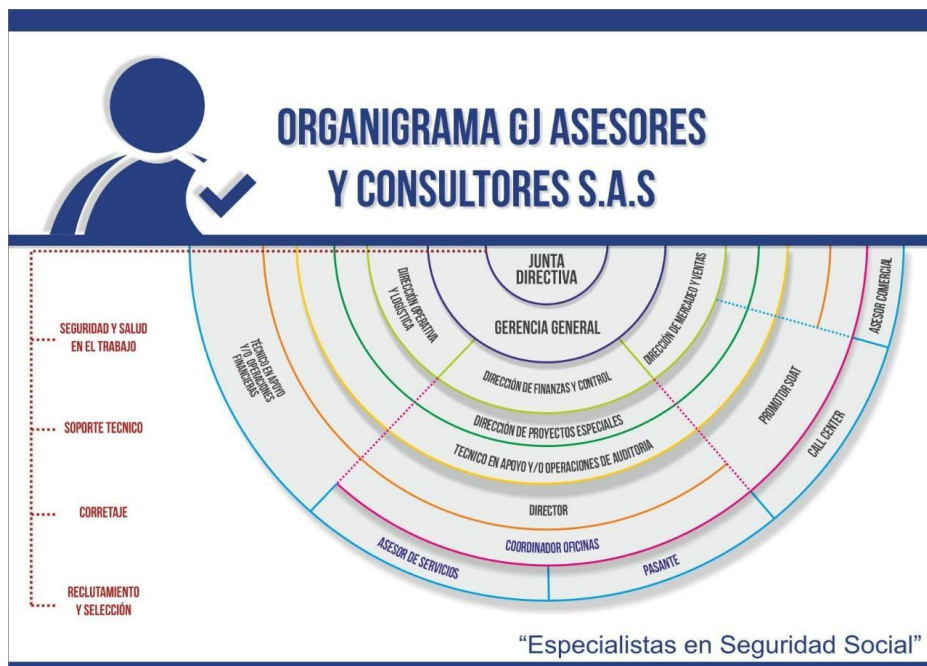 ORGANIGRAMA GJ ASESORES
Y CONSULTORES S.A.S
JUNTA
DIRECTIVA
GERENCIA GENERAL
DIRECCIÓN OPERATIVA
Y LOGÍSTICA
DIRECCIÓN DE FINANZAS Y CONTROL
DIRECCIÓN DE MERCADEO Y VENTAS
DIRECCIÓN DE PROYECTOS ESPECIALES
TECNICO EN APOYO Y/O OPERACIONES DE AUDITORIA
TÉCNICO EN APOYO
Y/O OPERACIONES
FINANCIERAS
DIRECTOR
COORDINADOR OFICINAS
ASESOR DE SERVICIOS
PASANTE
PROMOTOR SOAT
CALL CENTER
ASESOR COMERCIAL
SEGURIDAD Y SALUD
EN EL TRABAJO
SOPORTE TECNICO
CORRETAJE
RECLUTAMIENTO
Y SELECCIÓN
“Especialistas en Seguridad Social”